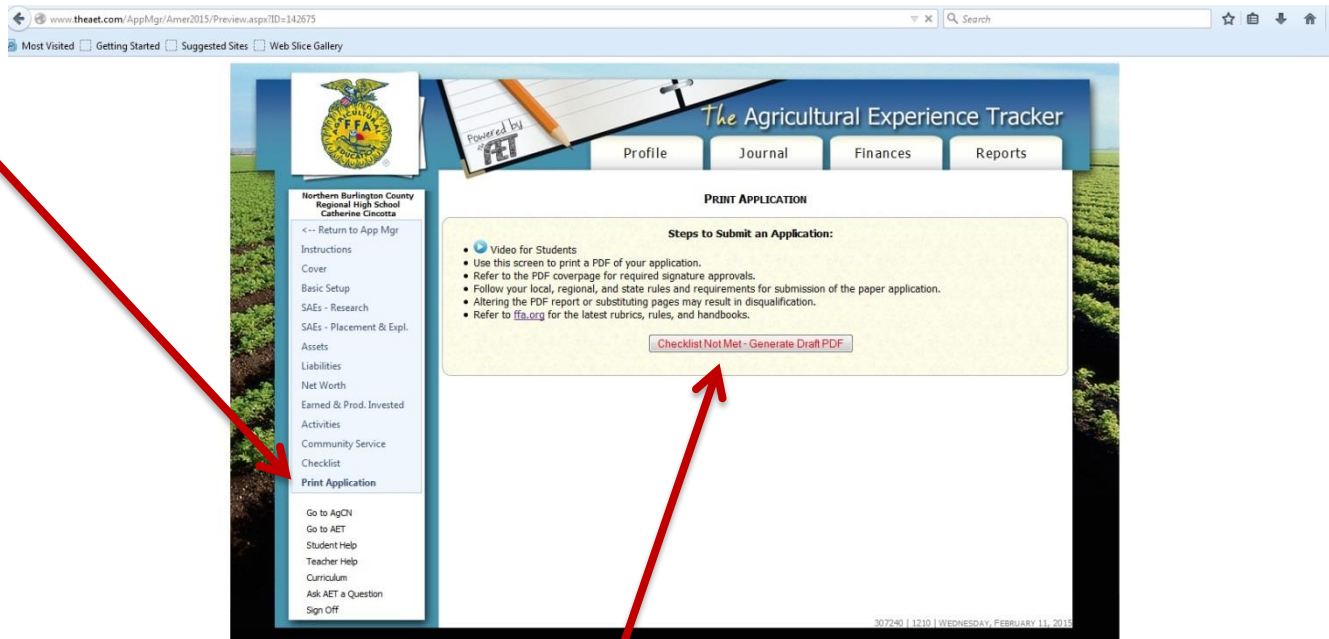 www.theaet.com/AppMgr/Amer2015/Preview.aspx?ID=142675
Search
Most Visited Getting Started Suggested Sites Web Slice Gallery
AGRICULTURAL
FFA
EDUCATION
Powered by
AET
The Agricultural Experience Tracker
Profile Journal Finances Reports
Northern Burlington County
Regional High School
Catherine Cincotta
<-- Return to App Mgr
Instructions
Cover
Basic Setup
SAEs - Research
SAEs - Placement & Expl.
Assets
Liabilities
Net Worth
Earned & Prod. Invested
Activities
Community Service
Checklist
Print Application
Go to AgCN
Go to AET
Student Help
Teacher Help
Curriculum
Ask AET a Question
Sign Off
PRINT APPLICATION
Steps to Submit an Application:
• Video for Students
• Use this screen to print a PDF of your application.
• Refer to the PDF coverpage for required signature approvals.
• Follow your local, regional, and state rules and requirements for submission of the paper application.
• Altering the PDF report or substituting pages may result in disqualification.
• Refer to ffa.org for the latest rubrics, rules, and handbooks.
Checklist Not Met - Generate Draft PDF
307240 | 1210 | WEDNESDAY, FEBRUARY 11, 2015